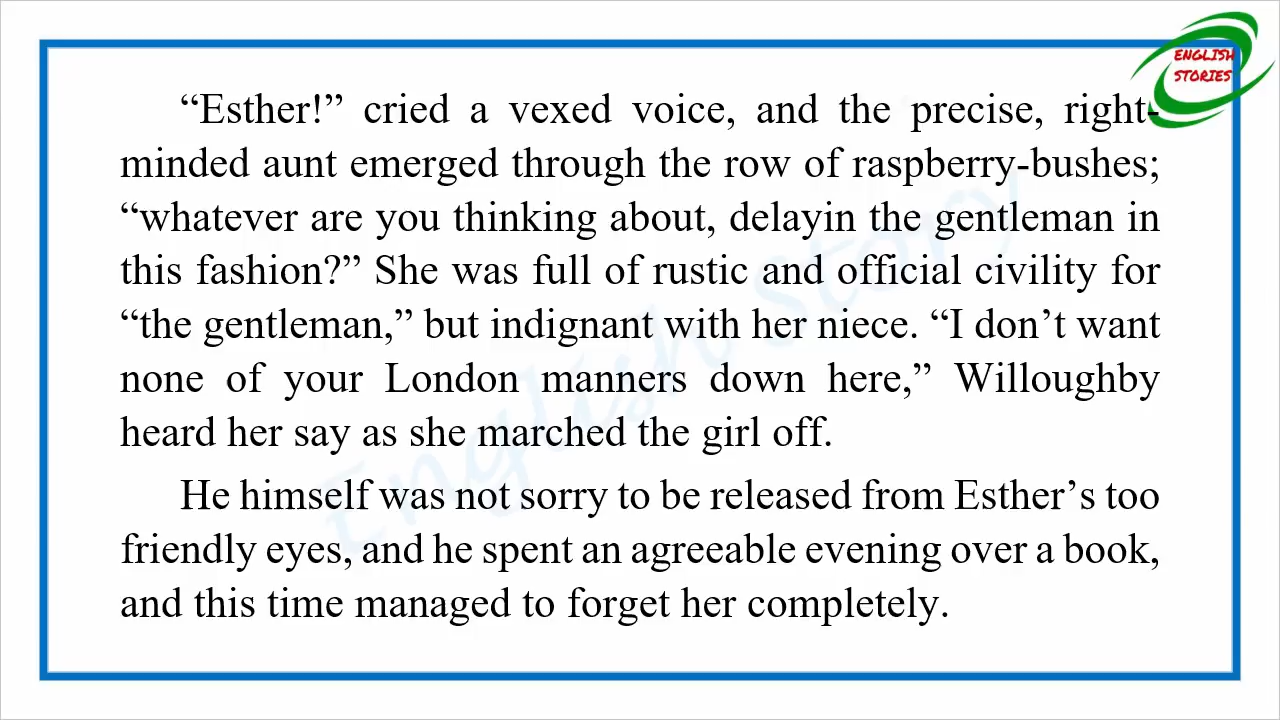 ENGLISH
STORIES
“Esther!” cried a vexed voice, and the precise, right-
minded aunt emerged through the row of raspberry-bushes;
“whatever are you thinking about, delayin the gentleman in
this fashion?” She was full of rustic and official civility for
“the gentleman,” but indignant with her niece. “I don’t want
none of your London manners down here,” Willoughby
heard her say as she marched the girl off.
He himself was not sorry to be released from Esther’s too
friendly eyes, and he spent an agreeable evening over a book,
and this time managed to forget her completely.
English Story